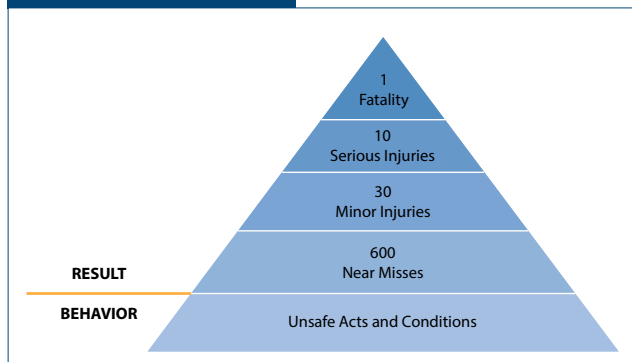 1
Fatality
10
Serious Injuries
30
Minor Injuries
600
Near Misses
RESULT
BEHAVIOR
Unsafe Acts and Conditions